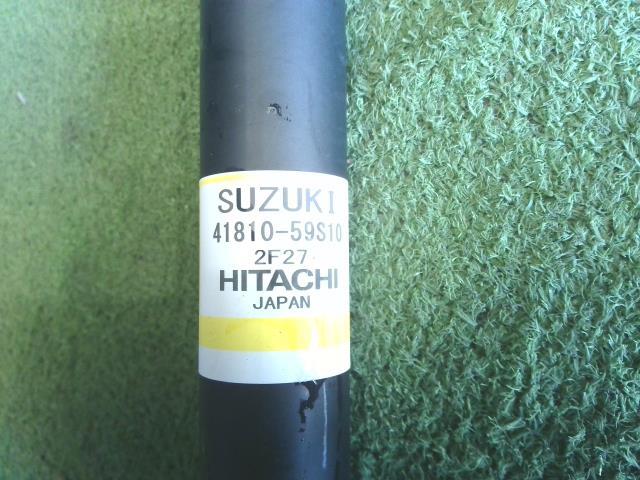 SUZUKI
41810-59S10
2F27
HITACHI
JAPAN